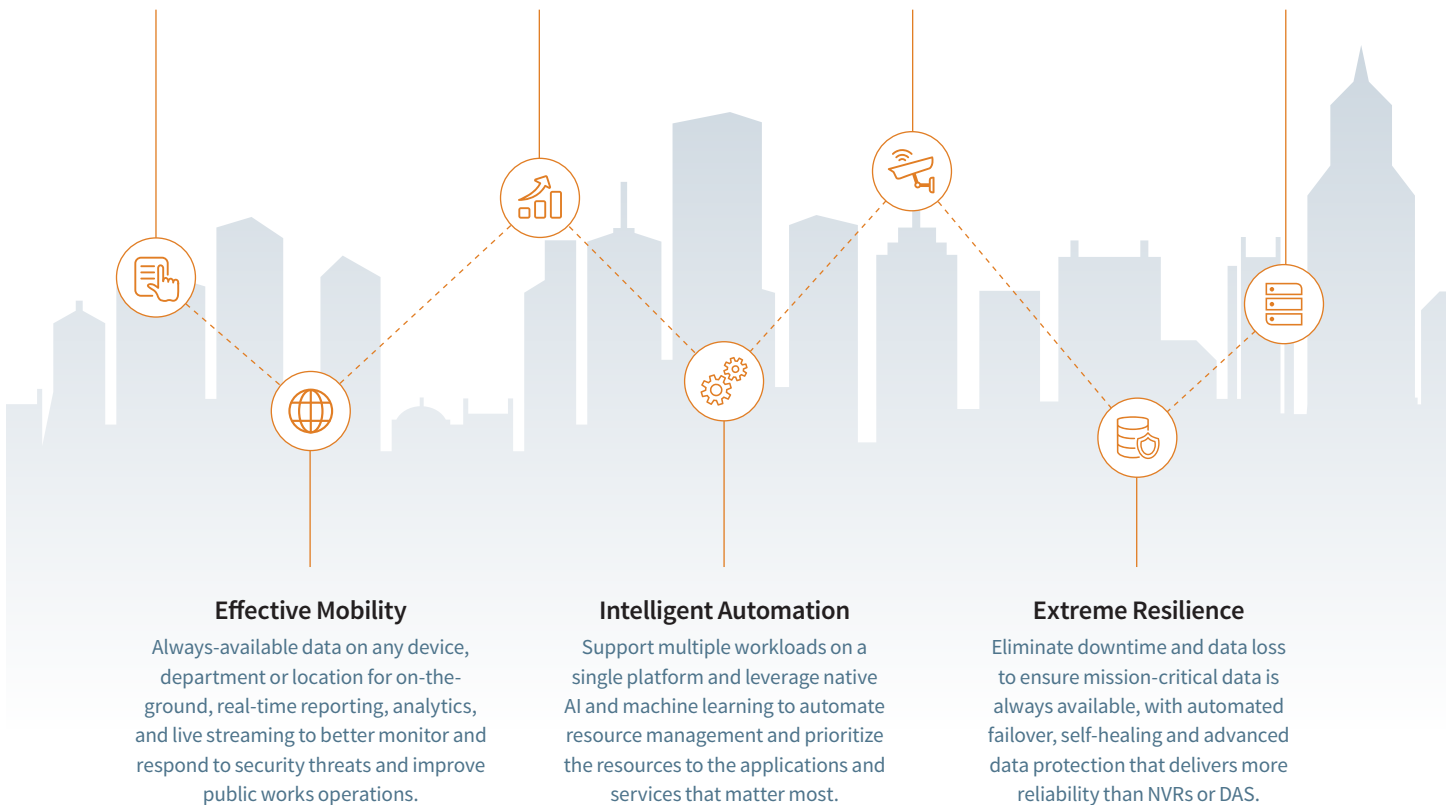 Effective Mobility
Always-available data on any device,
department or location for on-the-
ground, real-time reporting, analytics,
and live streaming to better monitor and
respond to security threats and improve
public works operations.
Intelligent Automation
Support multiple workloads on a
single platform and leverage native
AI and machine learning to automate
resource management and prioritize
the resources to the applications and
services that matter most.
Extreme Resilience
Eliminate downtime and data loss
to ensure mission-critical data is
always available, with automated
failover, self-healing and advanced
data protection that delivers more
reliability than NVRs or DAS.